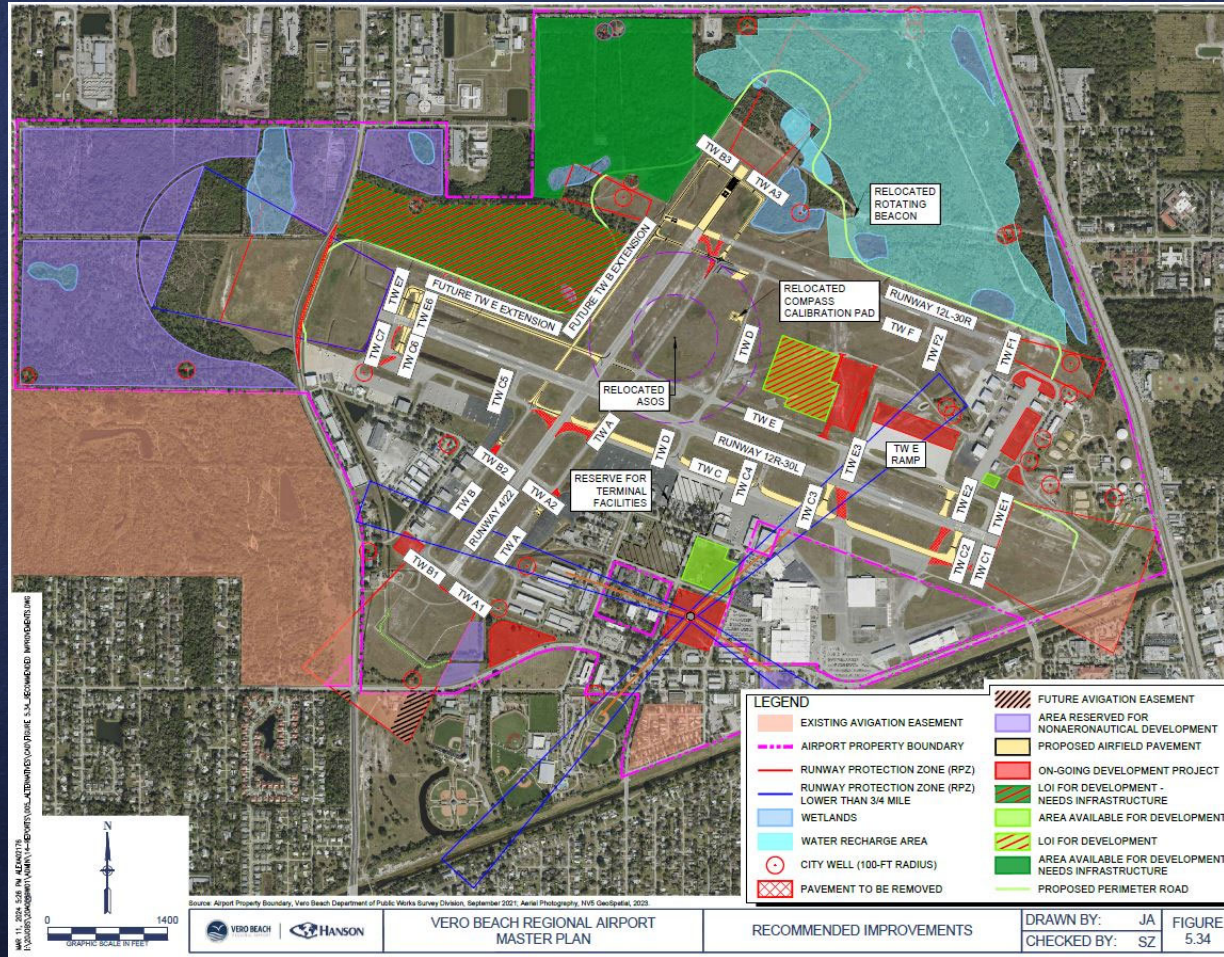 TW B3
TW A3
RELOCATED
ROTATING
BEACON
FUTURE TW B EXTENSION
RELOCATED
COMPASS
CALIBRATION PAD
RUNWAY 12L-30R
TW E7
TW E6
FUTURE TW E EXTENSION
TW C7
TW C6
TW D
TW F
TW F2
TW F1
RELOCATED
ASOS
TW C5
TW A
TW E
TW D
RUNWAY 12R-30L
TW E3
TW E
RAMP
TW B2
TW B
RUNWAY 4/22
TW A2
TW A
RESERVE FOR
TERMINAL
FACILITIES
TW C
TW C4
TW C3
TW E2
TW E1
TW C2
TW C1
TW B1
TW A1
LEGEND
EXISTING AVIGATION EASEMENT
AIRPORT PROPERTY BOUNDARY
RUNWAY PROTECTION ZONE (RPZ)
RUNWAY PROTECTION ZONE (RPZ)
LOWER THAN 3/4 MILE
WETLANDS
WATER RECHARGE AREA
CITY WELL (100-FT RADIUS)
PAVEMENT TO BE REMOVED
FUTURE AVIGATION EASEMENT
AREA RESERVED FOR
NONAERONAUTICAL DEVELOPMENT
PROPOSED AIRFIELD PAVEMENT
ON-GOING DEVELOPMENT PROJECT
LOI FOR DEVELOPMENT -
NEEDS INFRASTRUCTURE
AREA AVAILABLE FOR DEVELOPMENT
LOI FOR DEVELOPMENT
AREA AVAILABLE FOR DEVELOPMENT
NEEDS INFRASTRUCTURE
PROPOSED PERIMETER ROAD
N
0 1400
GRAPHIC SCALE IN FEET
Source: Airport Property Boundary, Vero Beach Department of Public Works Survey Division, September 2021; Aerial Photography, NV5 GeoSpatial, 2023.
VERO BEACH
HANSON
VERO BEACH REGIONAL AIRPORT
MASTER PLAN
RECOMMENDED IMPROVEMENTS
DRAWN BY: JA
CHECKED BY: SZ
FIGURE
5.34